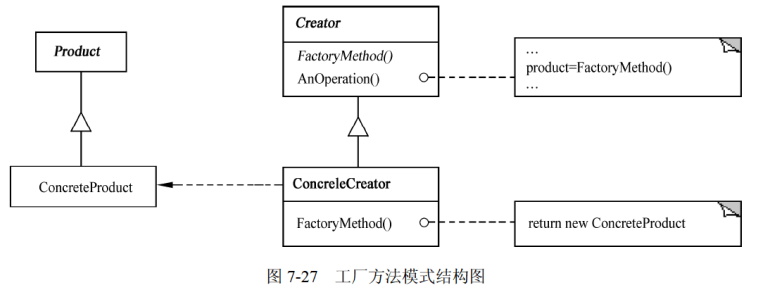 Product
ConcreteProduct
Creator
FactoryMethod()
AnOperation()
...
product=FactoryMethod()
...
ConcreleCreator
FactoryMethod()
return new ConcreteProduct
图 7-27 工厂方法模式结构图